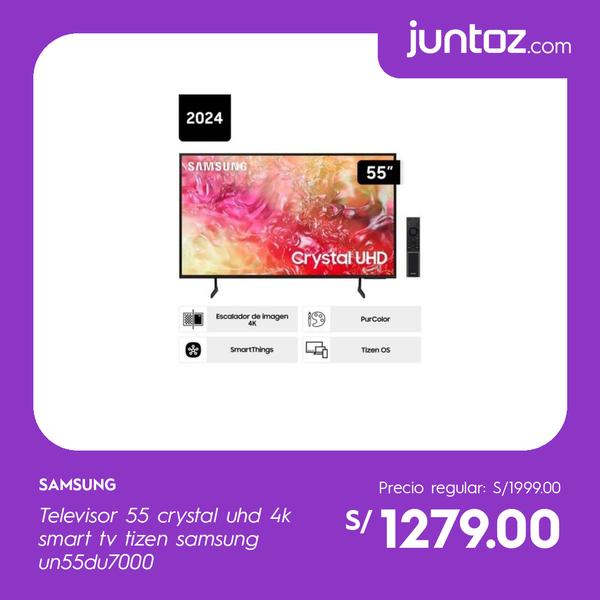 juntoz.com
2024
SAMSUNG
55"
Crystal UHD
Escalador de imagen
4K
PurColor
SmartThings
Tizen OS
SAMSUNG
Televisor 55 crystal uhd 4k
smart tv tizen samsung
un55du7000
Precio regular: S/1999.00
S/1279.00